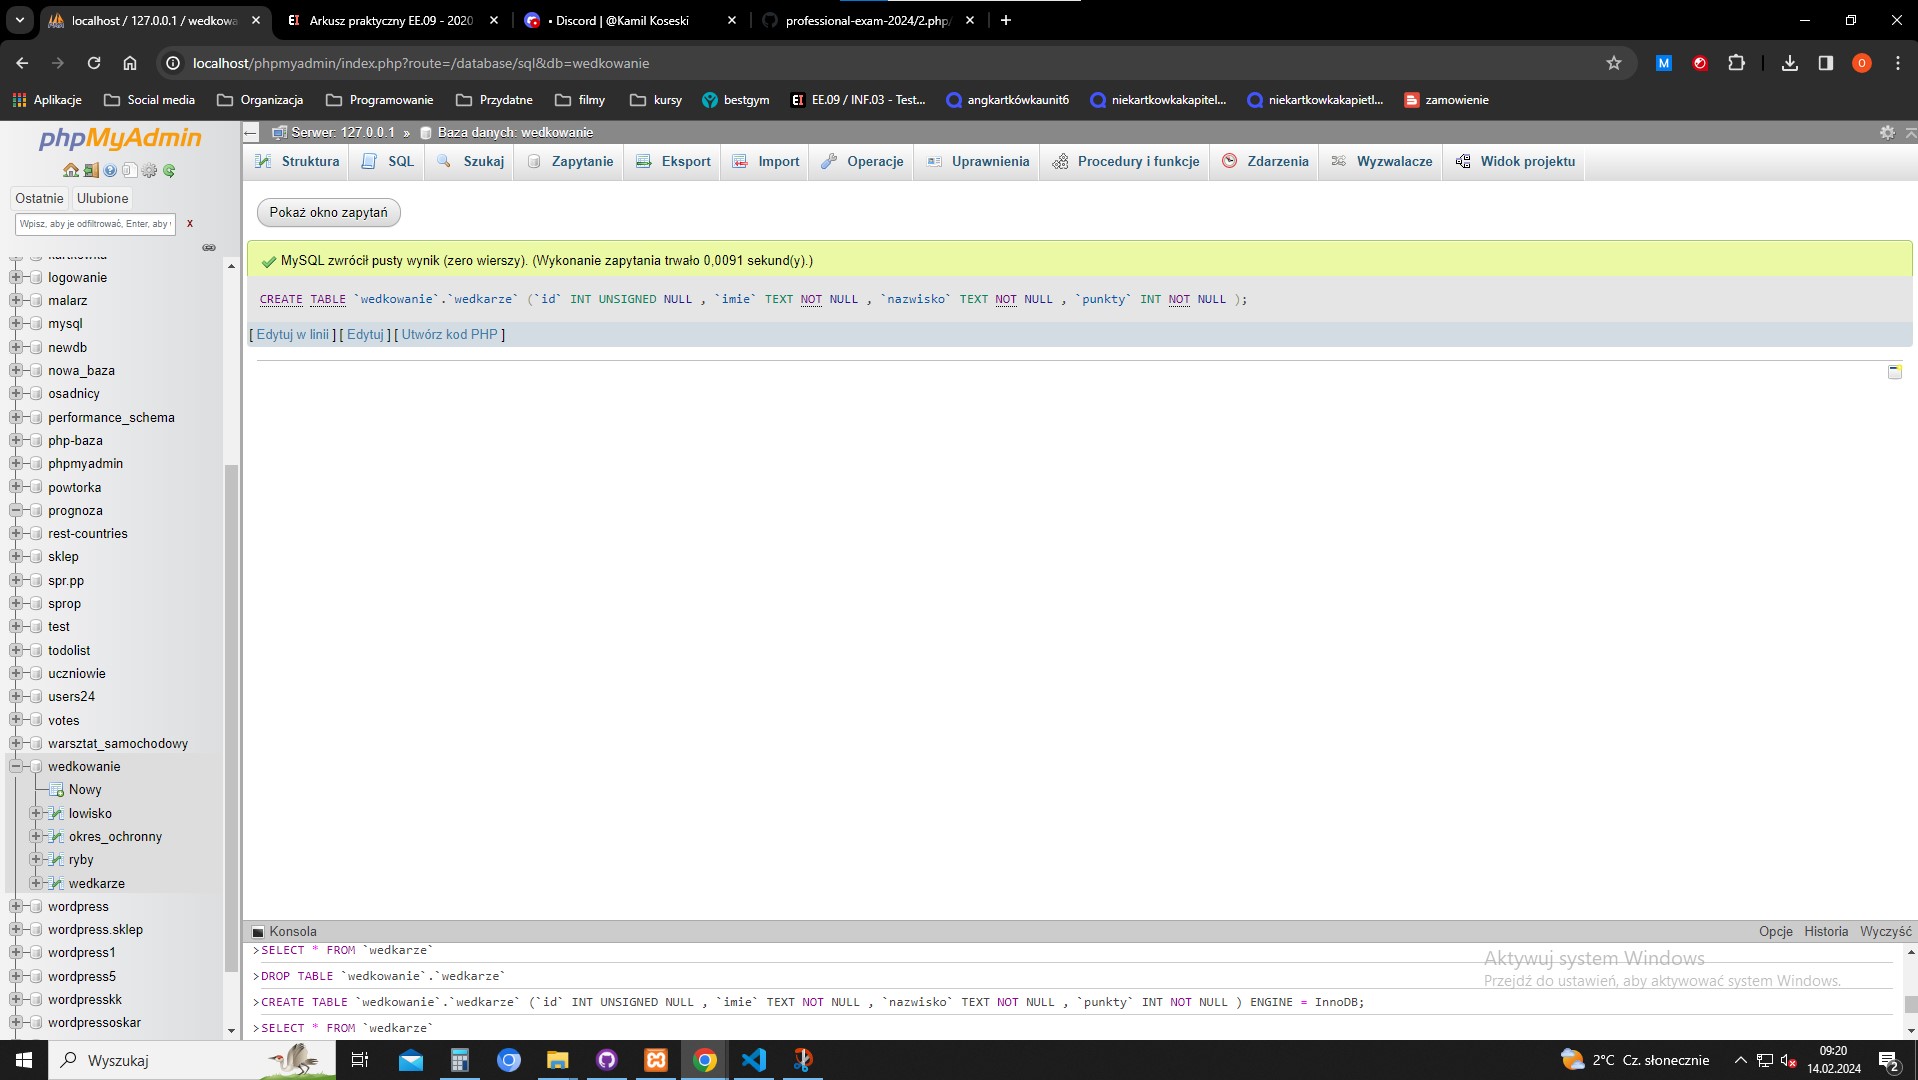 localhost / 127.0.0.1 / wedkowa
Arkusz praktyczny EE.09 - 2020
• Discord | @Kamil Koseski
professional-exam-2024/2.php/
localhost/phpmyadmin/index.php?route=/database/sql&db=wedkowanie
Aplikacje
Social media
Organizacja
Programowanie
Przydatne
filmy
kursy
bestgym
EE.09 / INF.03 - Test...
angkartkówkaunit6
niekartkowkakapitel...
niekartkowkakapietl...
zamowienie
phpMyAdmin
Ostatnie
Ulubione
Wpisz, aby je odfiltrować, Enter, aby
X
logowanie
malarz
mysql
newdb
nowa_baza
osadnicy
performance_schema
php-baza
phpmyadmin
powtorka
prognoza
rest-countries
sklep
spr.pp
sprop
test
todolist
uczniowie
users24
votes
warsztat_samochodowy
wedkowanie
Nowy
lowisko
okres_ochronny
ryby
wedkarze
wordpress
wordpress.sklep
wordpress1
wordpress5
wordpresskk
wordpressoskar
Serwer: 127.0.0.1 » Baza danych: wedkowanie
Struktura
SQL
Szukaj
Zapytanie
Eksport
Import
Operacje
Uprawnienia
Procedury i funkcje
Zdarzenia
Wyzwalacze
Widok projektu
Pokaż okno zapytań
MySQL zwrócił pusty wynik (zero wierszy). (Wykonanie zapytania trwało 0,0091 sekund(y).)
CREATE TABLE `wedkowanie`.`wedkarze` (`id` INT UNSIGNED NULL , `imie` TEXT NOT NULL , `nazwisko` TEXT NOT NULL , `punkty` INT NOT NULL );
[ Edytuj w linii ] [ Edytuj ] [ Utwórz kod PHP ]
Konsola
Opcje
Historia
Wyczyść
>SELECT * FROM `wedkarze`
>DROP TABLE `wedkowanie`.`wedkarze`
>CREATE TABLE `wedkowanie`.`wedkarze` (`id` INT UNSIGNED NULL , `imie` TEXT NOT NULL , `nazwisko` TEXT NOT NULL , `punkty` INT NOT NULL ) ENGINE = InnoDB;
>SELECT * FROM `wedkarze`
Aktywuj system Windows
Przejdź do ustawień, aby aktywować system Windows.
Wyszukaj
2°C Cz. słonecznie
09:20
14.02.2024
2